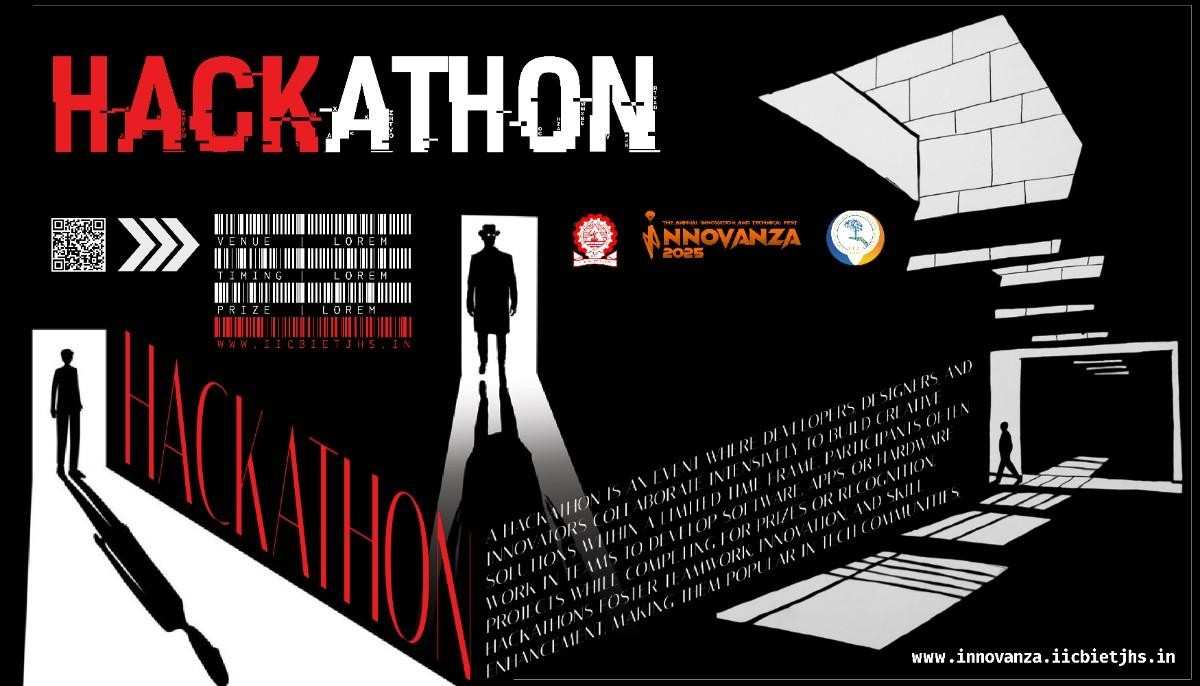 HACKATHON
VENUE | LOREM
TIMING | LOREM
PRIZE | LOREM
WWW.IICBIETJHS.IN
THE ANNUAL INNOVATION AND TECHNICAL FEST
INNOVANZA
2025
HACKATHON
A HACKATHON IS AN EVENT WHERE DEVELOPERS, DESIGNERS, AND
INNOVATORS COLLABORATE INTENSIVELY TO BUILD CREATIVE
SOLUTIONS WITHIN A LIMITED TIME FRAME. PARTICIPANTS OFTEN
WORK IN TEAMS TO DEVELOP SOFTWARE, APPS, OR HARDWARE
PROJECTS WHILE COMPETING FOR PRIZES OR RECOGNITION.
HACKATHONS FOSTER TEAMWORK, INNOVATION, AND SKILL
ENHANCEMENT, MAKING THEM POPULAR IN TECH COMMUNITIES.
www.innovanza.iicbietjhs.in